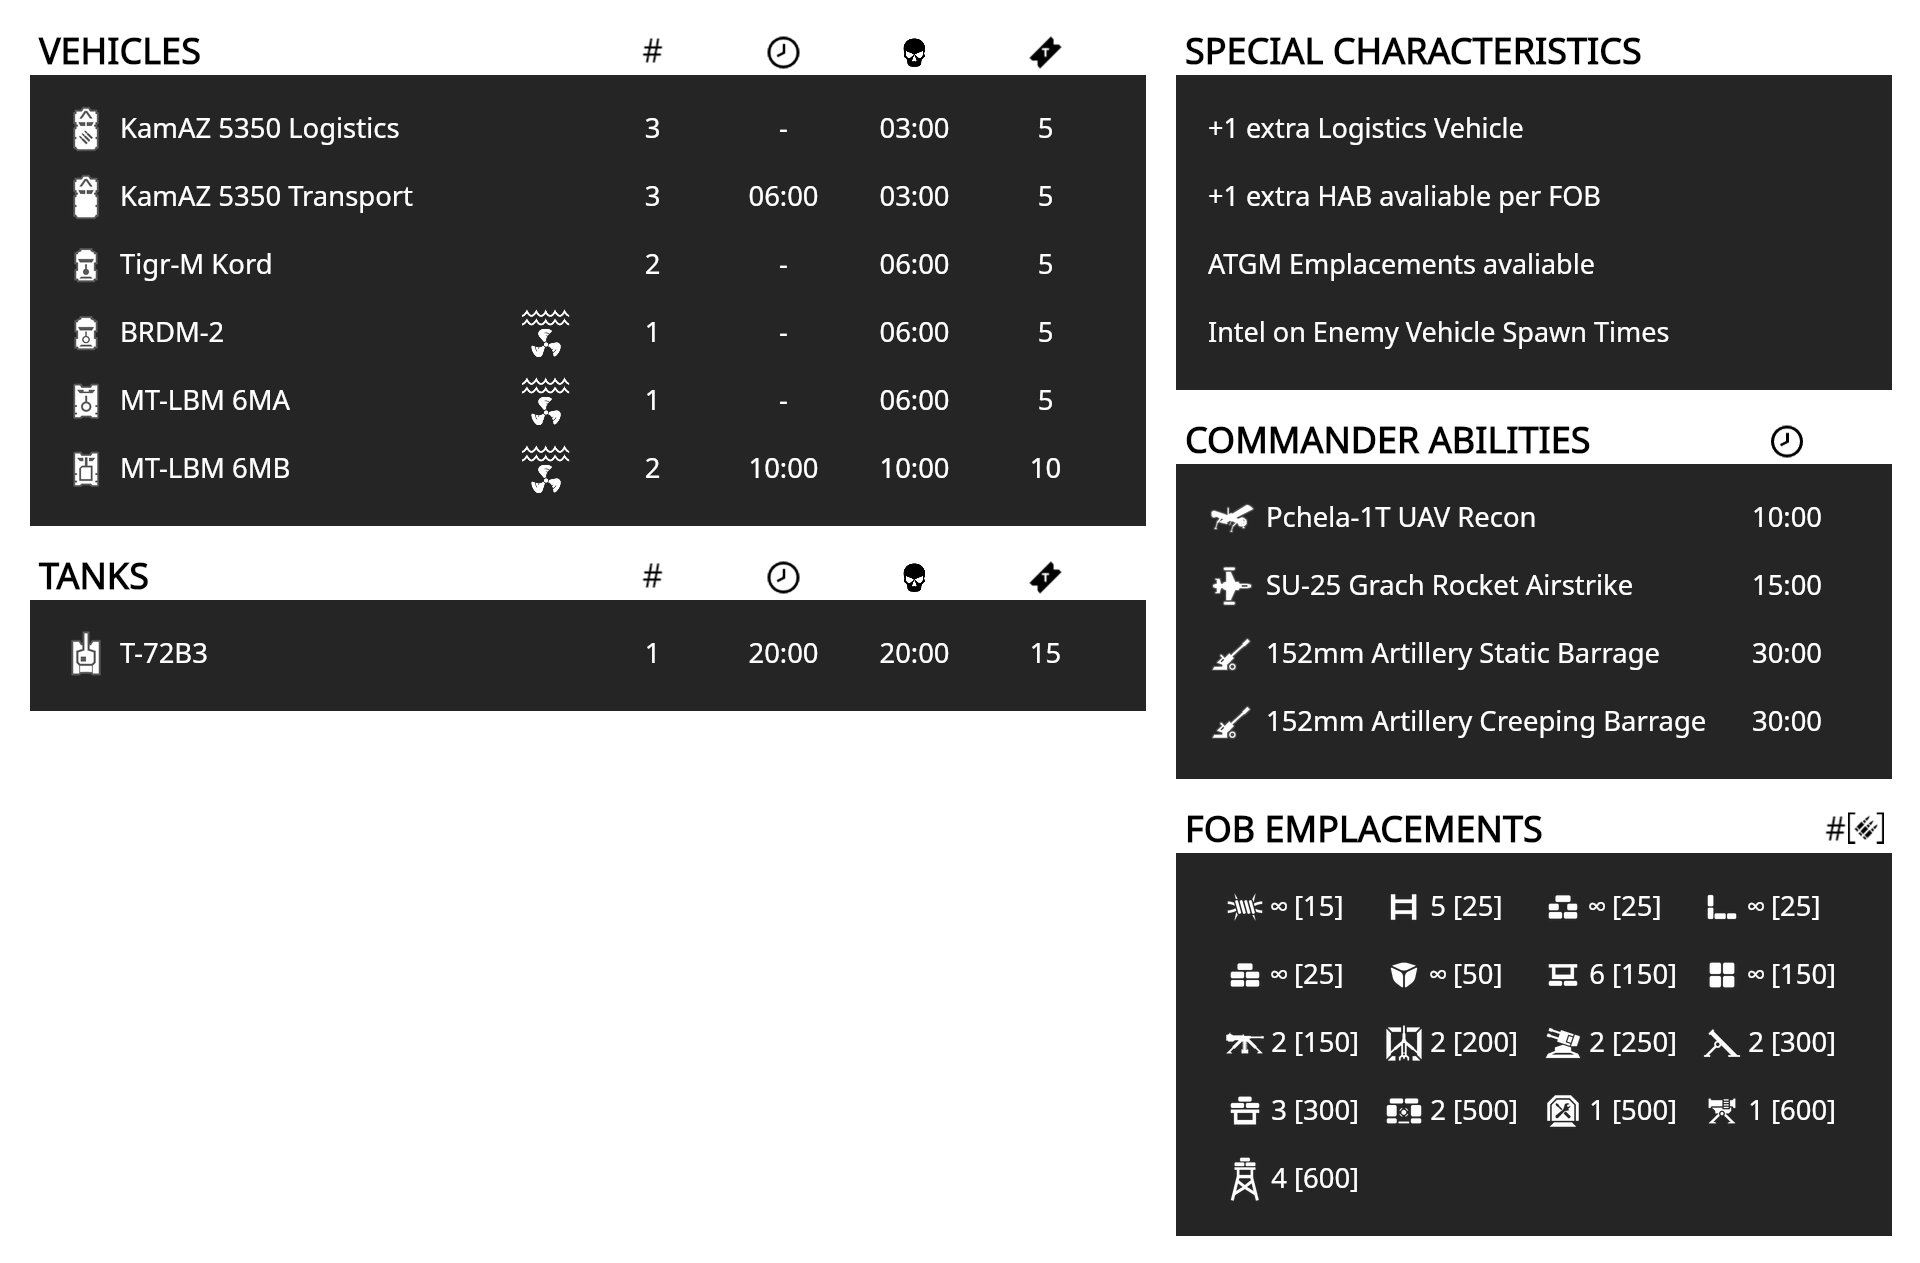 VEHICLES #
KamAZ 5350 Logistics 3 - 03:00 5
KamAZ 5350 Transport 3 06:00 03:00 5
Tigr-M Kord 2 - 06:00 5
BRDM-2 1 - 06:00 5
MT-LBM 6MA 1 - 06:00 5
MT-LBM 6MB 2 10:00 10:00 10
TANKS #
T-72B3 1 20:00 20:00 15
SPECIAL CHARACTERISTICS
+1 extra Logistics Vehicle
+1 extra HAB avaliable per FOB
ATGM Emplacements avaliable
Intel on Enemy Vehicle Spawn Times
COMMANDER ABILITIES
Pchela-1T UAV Recon 10:00
SU-25 Grach Rocket Airstrike 15:00
152mm Artillery Static Barrage 30:00
152mm Artillery Creeping Barrage 30:00
FOB EMPLACEMENTS #[ ]
∞ [15] 5 [25] ∞ [25] ∞ [25]
∞ [25] ∞ [50] 6 [150] ∞ [150]
2 [150] 2 [200] 2 [250] 2 [300]
3 [300] 2 [500] 1 [500] 1 [600]
4 [600]